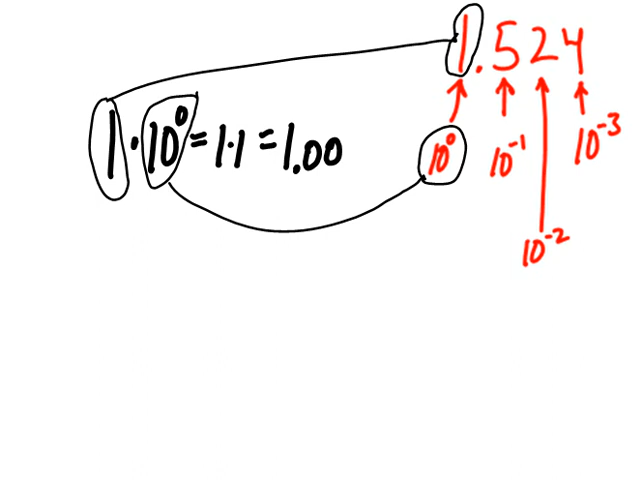 1.524
1 · 10⁰ = 1·1 = 1.00
10⁰ 10⁻¹ 10⁻³
10⁻²